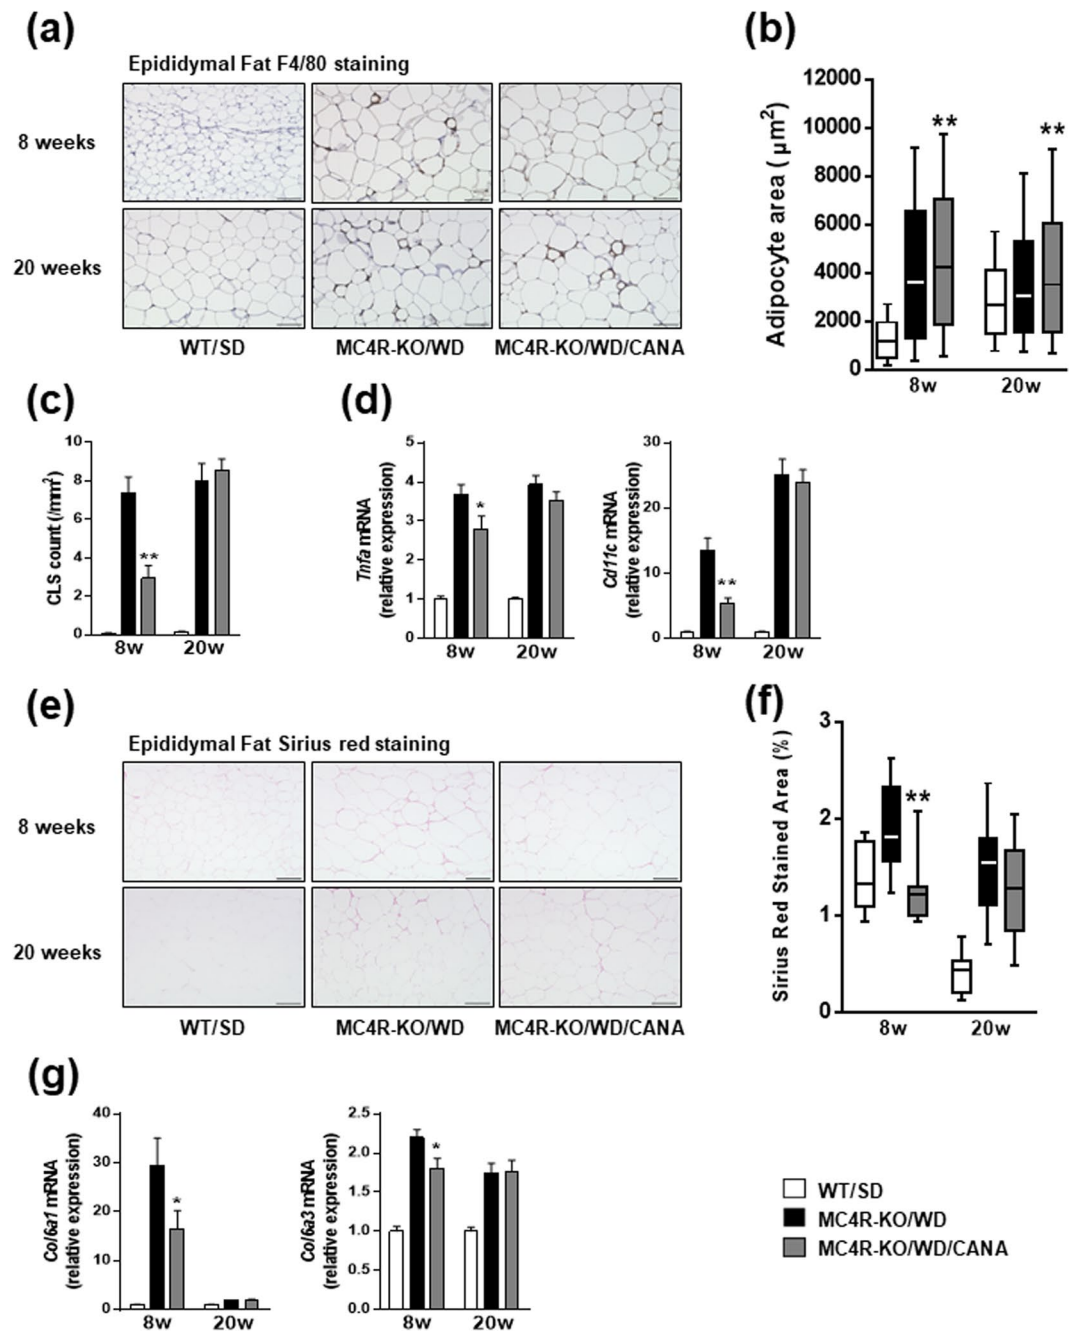 (a)
Epididymal Fat F4/80 staining
8 weeks
20 weeks
WT/SD
MC4R-KO/WD
MC4R-KO/WD/CANA
(b)
Adipocyte area ( µm²)
12000
10000
8000
6000
4000
2000
0
**
**
8w
20w
(c)
CLS count (/mm²)
10
8
6
4
2
0
**
8w
20w
(d)
Tnfa mRNA
(relative expression)
5
4
3
2
1
0
*
8w
20w
Cd11c mRNA
(relative expression)
30
20
10
0
**
8w
20w
(e)
Epididymal Fat Sirius red staining
8 weeks
20 weeks
WT/SD
MC4R-KO/WD
MC4R-KO/WD/CANA
(f)
Sirius Red Stained Area (%)
3
2
1
0
**
8w
20w
(g)
Col6a1 mRNA
(relative expression)
40
30
20
10
0
*
8w
20w
Col6a3 mRNA
(relative expression)
2.5
2.0
1.5
1.0
0.5
0.0
*
8w
20w
WT/SD
MC4R-KO/WD
MC4R-KO/WD/CANA